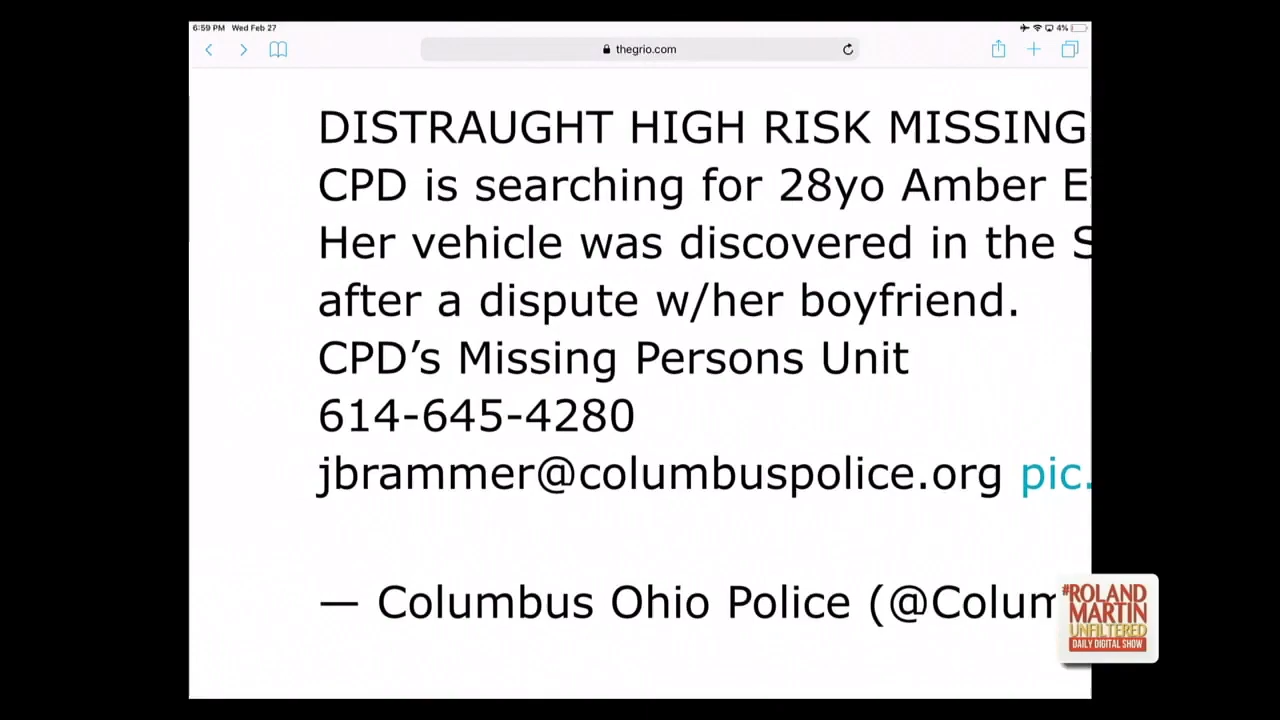 6:59 PM Wed Feb 27
4%
thegrio.com
DISTRAUGHT HIGH RISK MISSING
CPD is searching for 28yo Amber E
Her vehicle was discovered in the S
after a dispute w/her boyfriend.
CPD’s Missing Persons Unit
614-645-4280
jbrammer@columbuspolice.org pic.
— Columbus Ohio Police (@Colum
#ROLAND
MARTIN
UNFILTERED
DAILY DIGITAL SHOW